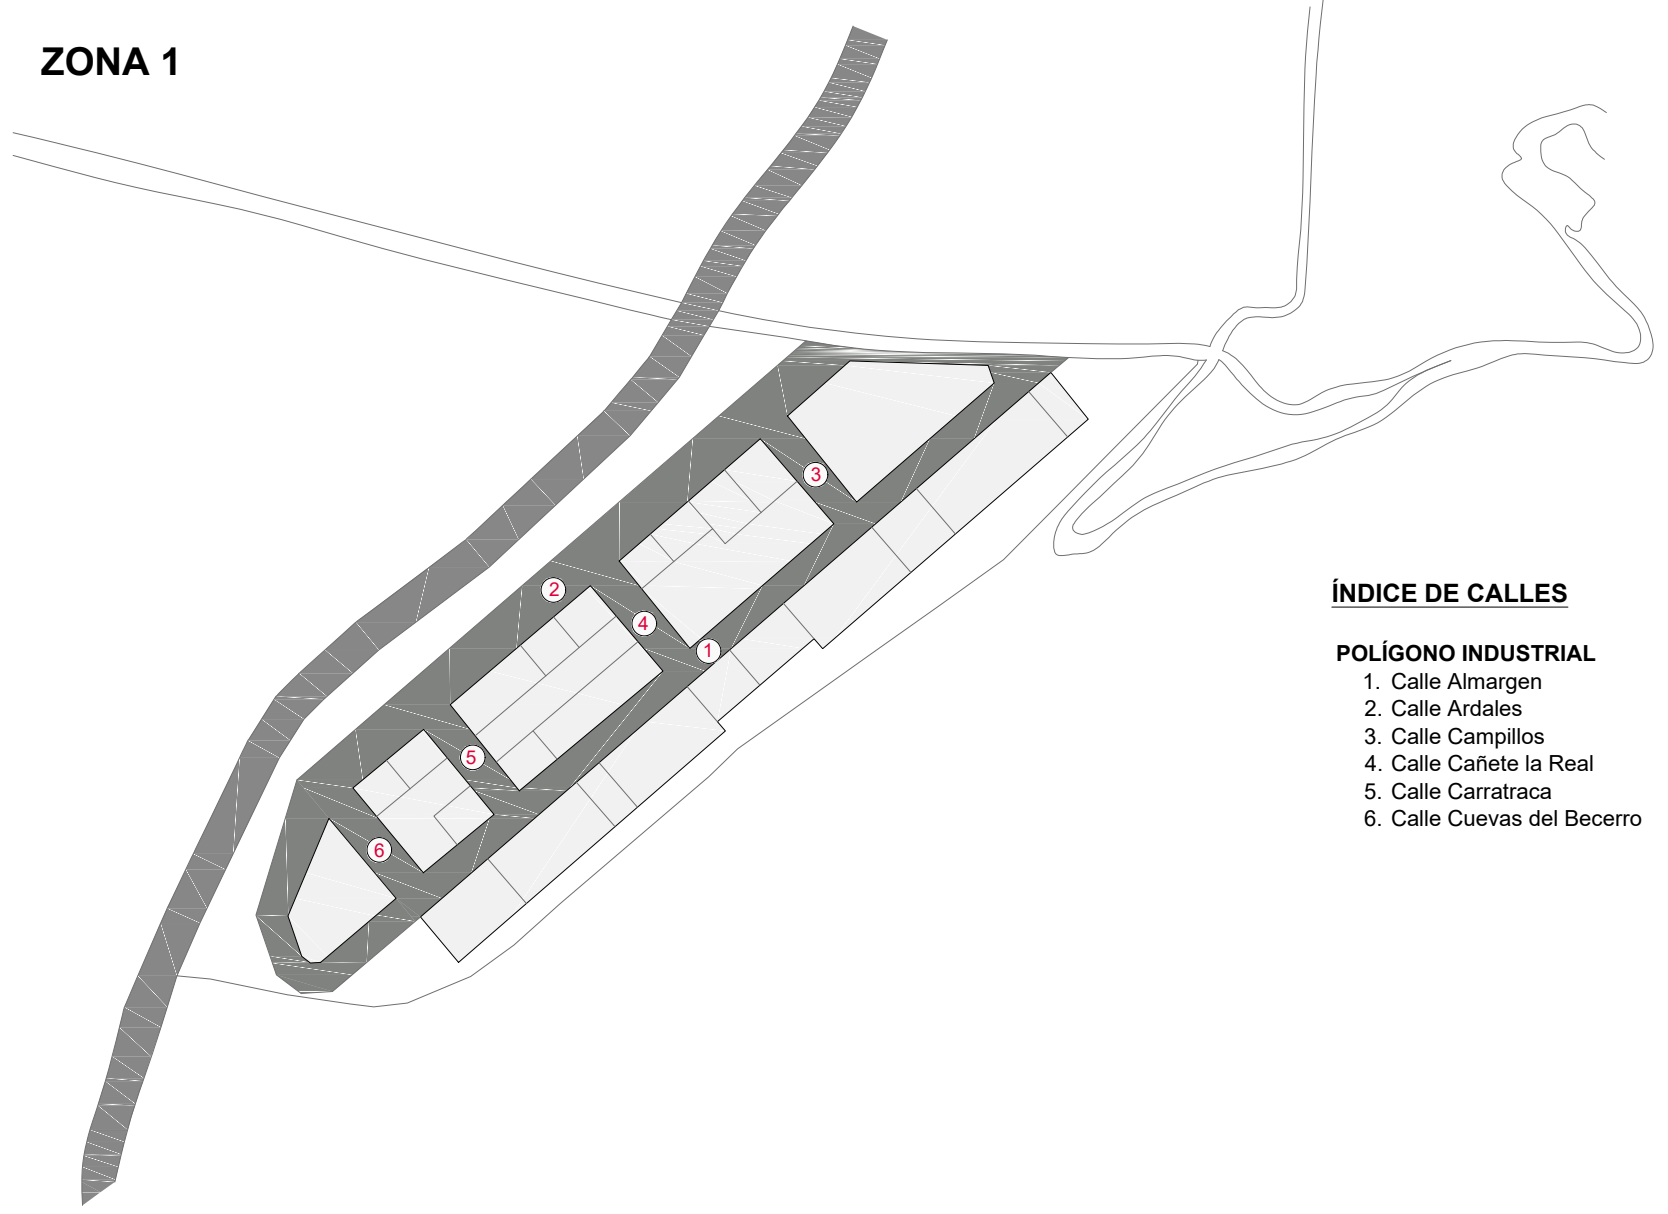 ZONA 1
3
2
4
1
5
6
ÍNDICE DE CALLES
POLÍGONO INDUSTRIAL
1. Calle Almargen
2. Calle Ardales
3. Calle Campillos
4. Calle Cañete la Real
5. Calle Carratraca
6. Calle Cuevas del Becerro